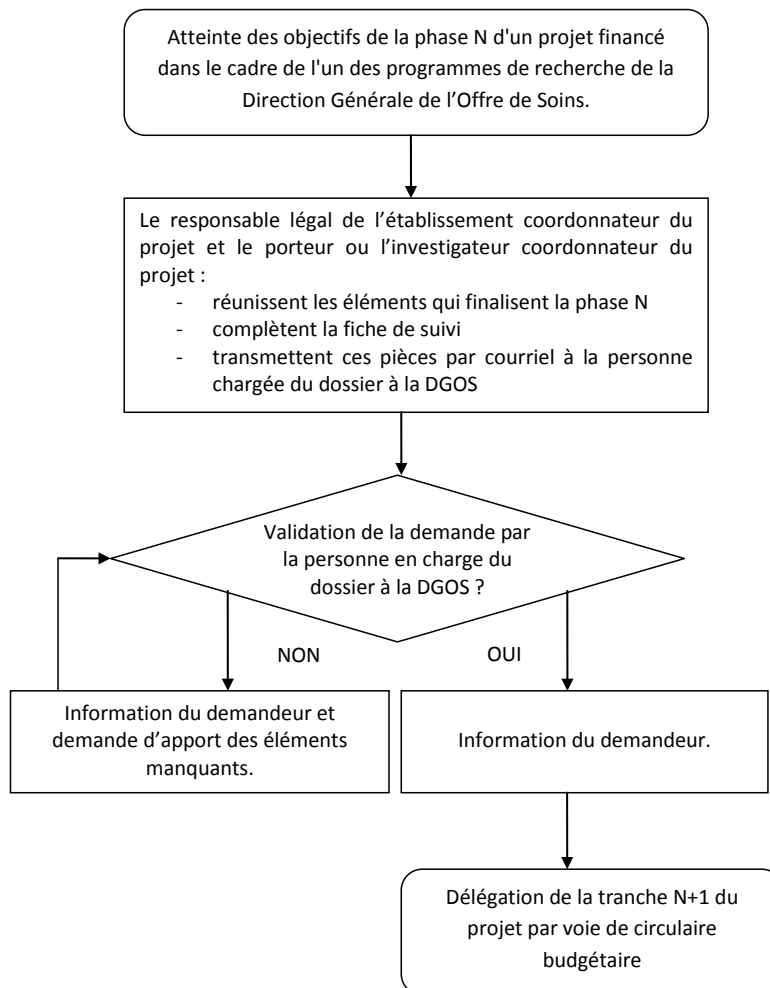 Atteinte des objectifs de la phase N d'un projet financé
dans le cadre de l'un des programmes de recherche de la
Direction Générale de l’Offre de Soins.
Le responsable légal de l’établissement coordonnateur du
projet et le porteur ou l’investigateur coordonnateur du
projet :
- réunissent les éléments qui finalisent la phase N
- complètent la fiche de suivi
- transmettent ces pièces par courriel à la personne
chargée du dossier à la DGOS
Validation de la demande par
la personne en charge du
dossier à la DGOS ?
NON
OUI
Information du demandeur et
demande d’apport des éléments
manquants.
Information du demandeur.
Délégation de la tranche N+1 du
projet par voie de circulaire
budgétaire